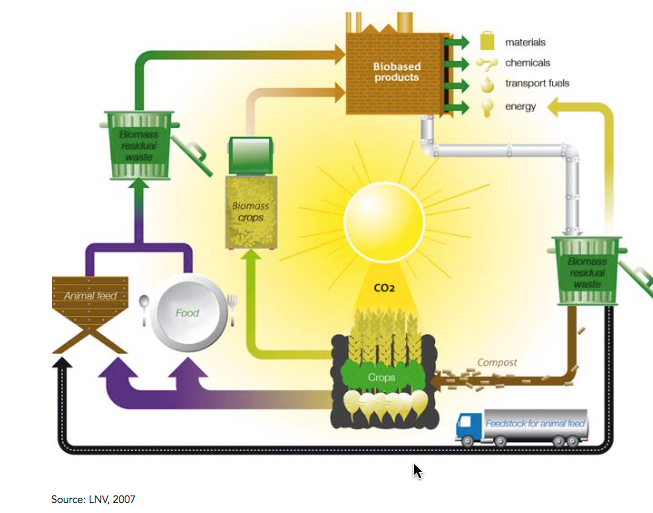 Biobased
products
materials
chemicals
transport fuels
energy
Biomass
residual
waste
Biomass
crops
Biomass
residual
waste
CO2
Animal feed
Food
Compost
Crops
Feedstock for animal feed
Source: LNV, 2007